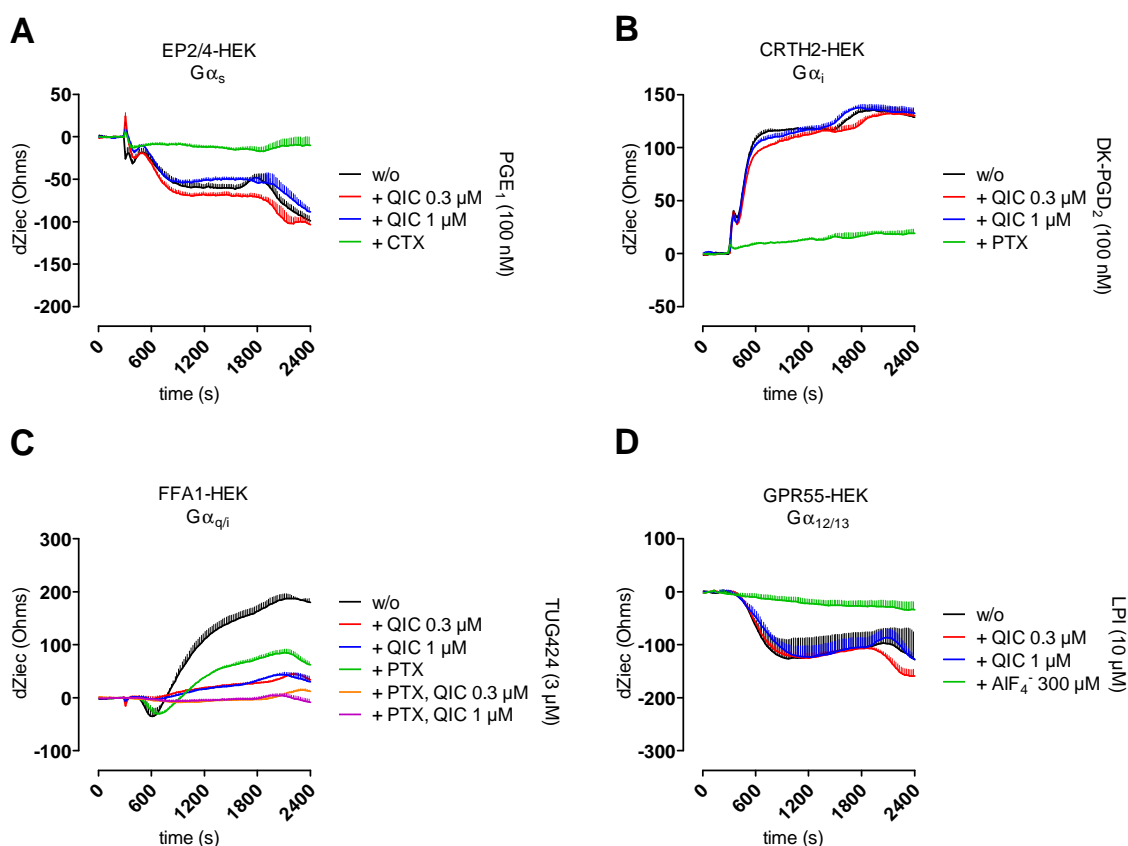 A
EP2/4-HEK
Gαs
dZiec (Ohms)
50
0
-50
-100
-150
-200
0
600
1200
1800
2400
time (s)
w/o
+ QIC 0.3 µM
+ QIC 1 µM
+ CTX
PGE1 (100 nM)
B
CRTH2-HEK
Gαi
dZiec (Ohms)
150
100
50
0
-50
0
600
1200
1800
2400
time (s)
w/o
+ QIC 0.3 µM
+ QIC 1 µM
+ PTX
DK-PGD2 (100 nM)
C
FFA1-HEK
Gαq/i
dZiec (Ohms)
300
200
100
0
-100
0
600
1200
1800
2400
time (s)
w/o
+ QIC 0.3 µM
+ QIC 1 µM
+ PTX
+ PTX, QIC 0.3 µM
+ PTX, QIC 1 µM
TUG424 (3 µM)
D
GPR55-HEK
Gα12/13
dZiec (Ohms)
100
0
-100
-200
-300
0
600
1200
1800
2400
time (s)
w/o
+ QIC 0.3 µM
+ QIC 1 µM
+ AlF4- 300 µM
LPI (10 µM)